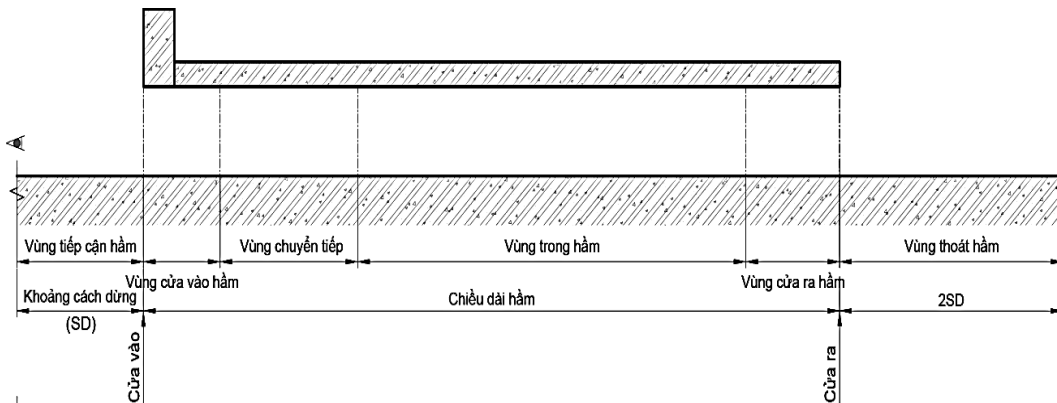 Vùng tiếp cận hầm
Vùng chuyển tiếp
Vùng trong hầm
Vùng thoát hầm
Vùng cửa vào hầm
Vùng cửa ra hầm
Khoảng cách dừng
(SD)
Chiều dài hầm
2SD
Cửa vào
Cửa ra